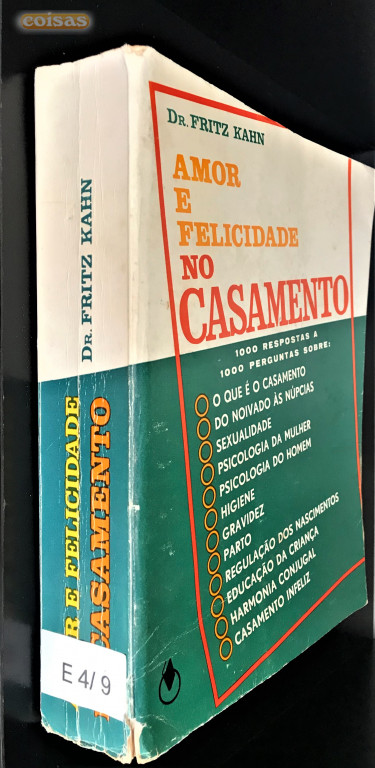 coisas
DR. FRITZ KAHN
AMOR
E
FELICIDADE
NO
CASAMENTO
1000 RESPOSTAS A
1000 PERGUNTAS SOBRE:
O QUE É O CASAMENTO
DO NOIVADO ÀS NÚPCIAS
SEXUALIDADE
PSICOLOGIA DA MULHER
PSICOLOGIA DO HOMEM
HIGIENE
GRAVIDEZ
PARTO
REGULAÇÃO DOS NASCIMENTOS
EDUCAÇÃO DA CRIANÇA
HARMONIA CONJUGAL
CASAMENTO INFELIZ
DR. FRITZ KAHN
R E FELICIDADE
CASAMENTO
E 4/9